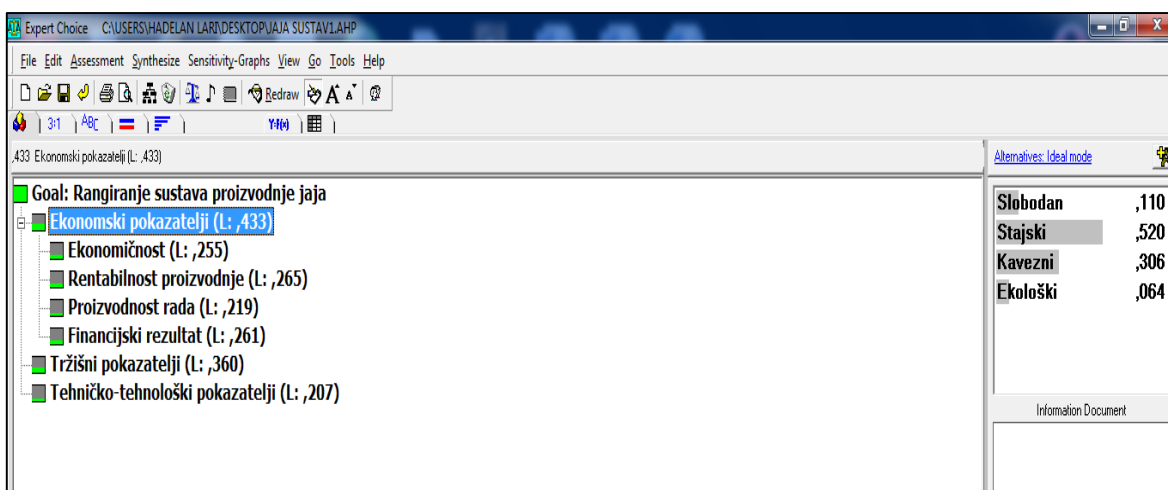 Expert Choice C:\USERS\HADELAN LARI\DESKTOP\JAJA SUSTAV1.AHP
File Edit Assessment Synthesize Sensitivity-Graphs View Go Tools Help
Redraw A A
3:1 ABC Y:F(x)
,433 Ekonomski pokazatelji (L: ,433)
Goal: Rangiranje sustava proizvodnje jaja
Ekonomski pokazatelji (L: ,433)
Ekonomičnost (L: ,255)
Rentabilnost proizvodnje (L: ,265)
Proizvodnost rada (L: ,219)
Financijski rezultat (L: ,261)
Tržišni pokazatelji (L: ,360)
Tehničko-tehnološki pokazatelji (L: ,207)
Alternatives: Ideal mode
Slobodan ,110
Stajski ,520
Kavezni ,306
Ekološki ,064
Information Document